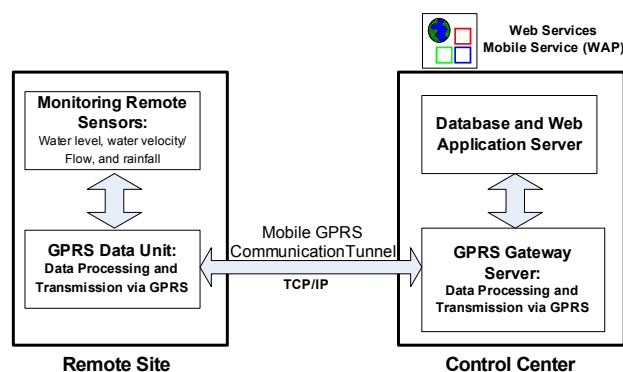 Web Services
Mobile Service (WAP)
Monitoring Remote
Sensors:
Water level, water velocity/
Flow, and rainfall
GPRS Data Unit:
Data Processing and
Transmission via GPRS
Remote Site
Mobile GPRS
CommunicationTunnel
TCP/IP
Database and Web
Application Server
GPRS Gateway
Server:
Data Processing and
Transmission via GPRS
Control Center